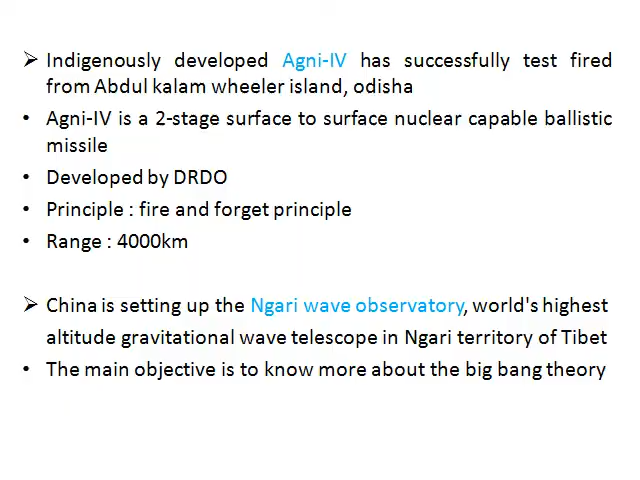 ➢ Indigenously developed Agni-IV has successfully test fired
from Abdul kalam wheeler island, odisha
• Agni-IV is a 2-stage surface to surface nuclear capable ballistic
missile
• Developed by DRDO
• Principle : fire and forget principle
• Range : 4000km
➢ China is setting up the Ngari wave observatory, world's highest
altitude gravitational wave telescope in Ngari territory of Tibet
• The main objective is to know more about the big bang theory